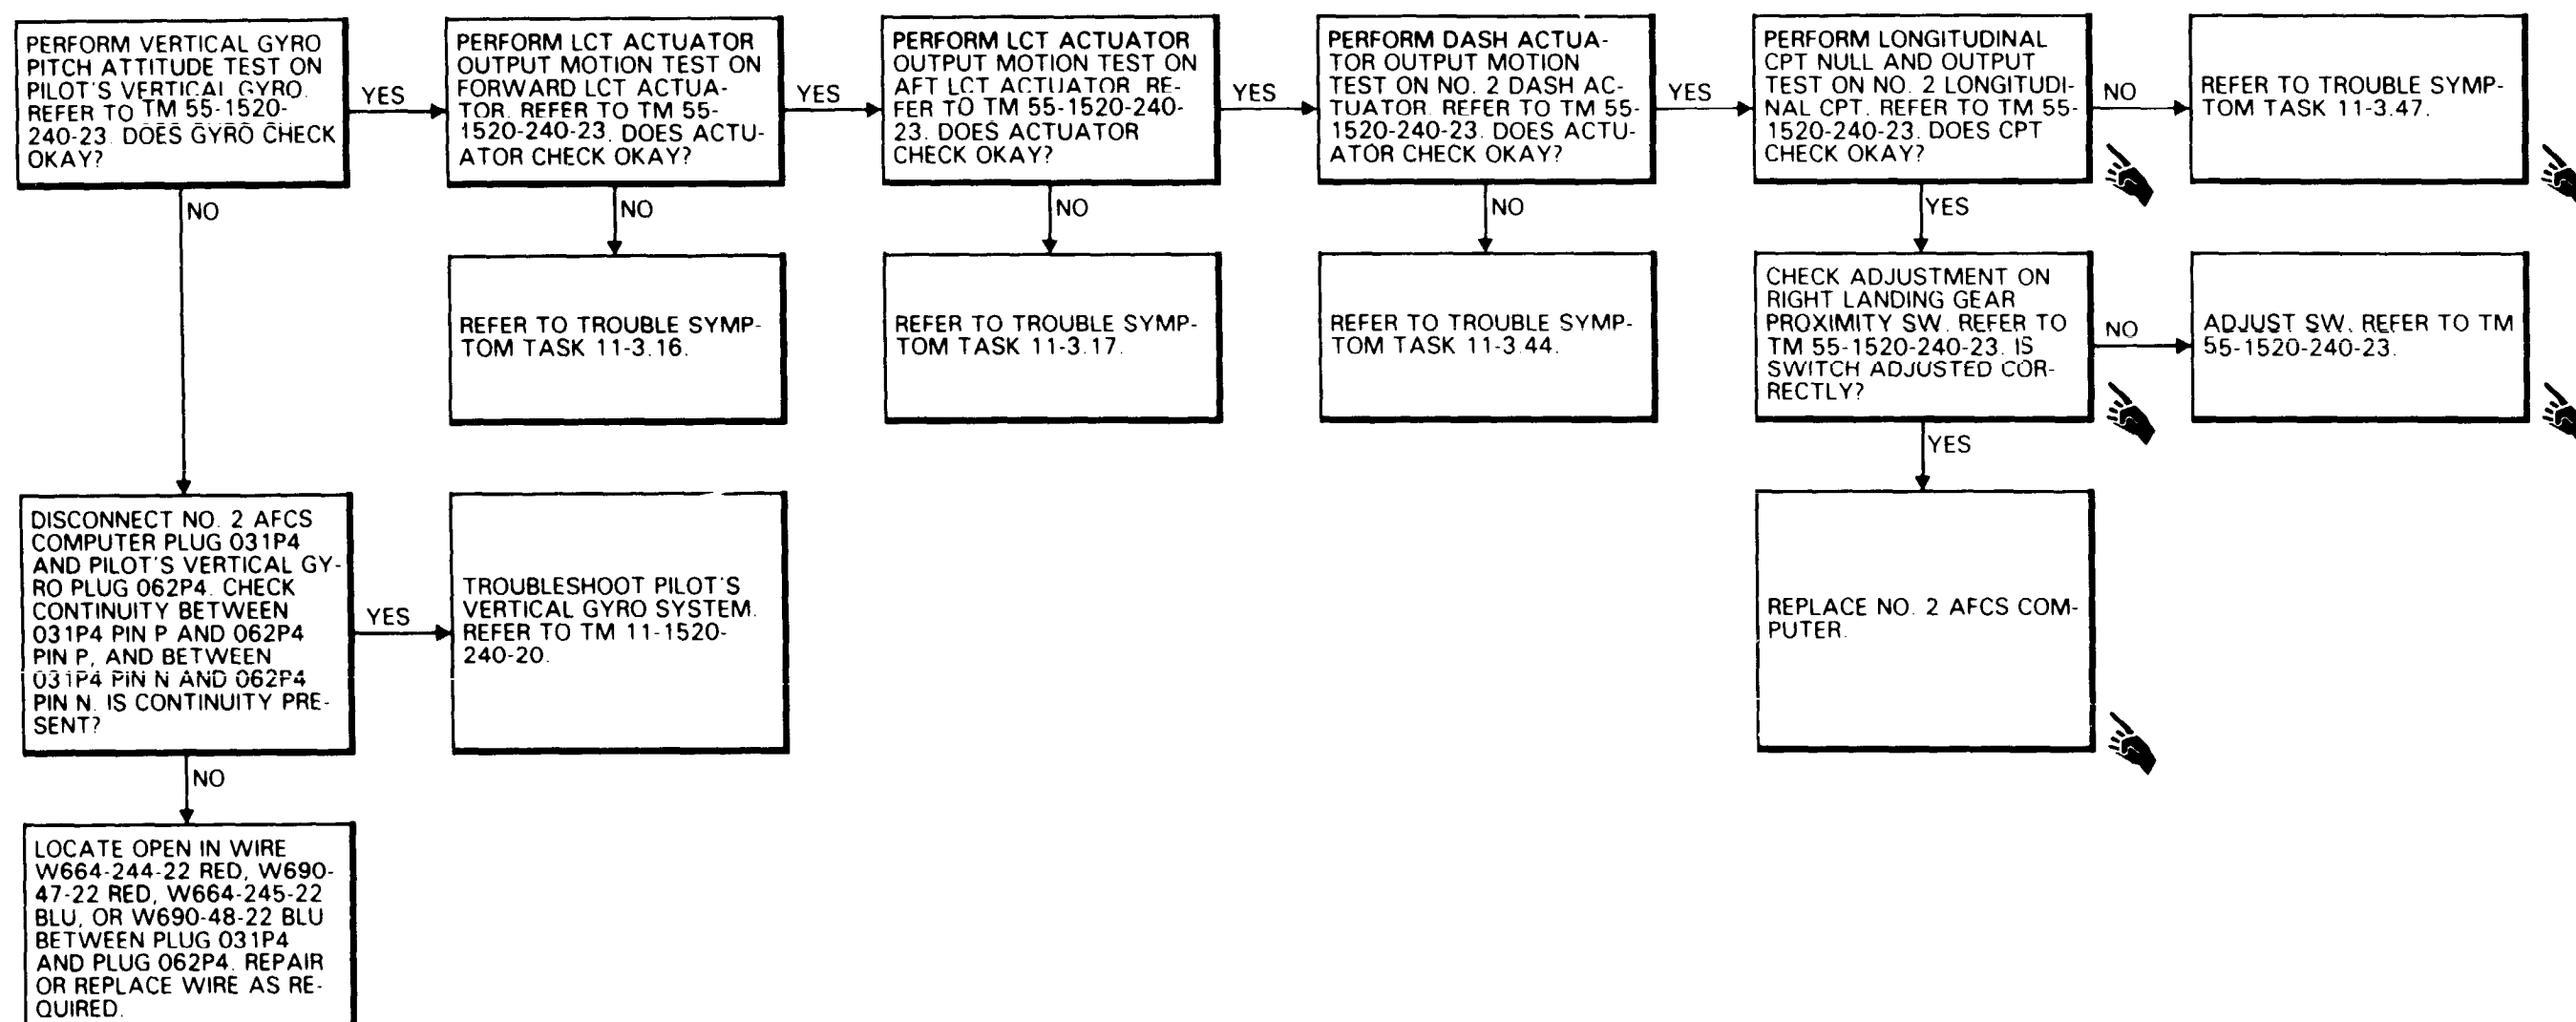 PERFORM VERTICAL GYRO
PITCH ATTITUDE TEST ON
PILOT'S VERTICAL GYRO.
REFER TO TM 55-1520-
240-23. DOES GYRO CHECK
OKAY?
YES
PERFORM LCT ACTUATOR
OUTPUT MOTION TEST ON
FORWARD LCT ACTUA-
TOR. REFER TO TM 55-
1520-240-23. DOES ACTU-
ATOR CHECK OKAY?
YES
PERFORM LCT ACTUATOR
OUTPUT MOTION TEST ON
AFT LCT ACTUATOR. RE-
FER TO TM 55-1520-240-
23. DOES ACTUATOR
CHECK OKAY?
YES
PERFORM DASH ACTUA-
TOR OUTPUT MOTION
TEST ON NO. 2 DASH AC-
TUATOR. REFER TO TM 55-
1520-240-23. DOES ACTU-
ATOR CHECK OKAY?
YES
PERFORM LONGITUDINAL
CPT NULL AND OUTPUT
TEST ON NO. 2 LONGITUDI-
NAL CPT. REFER TO TM 55-
1520-240-23. DOES CPT
CHECK OKAY?
NO
REFER TO TROUBLE SYMP-
TOM TASK 11-3.47.
NO
NO
NO
NO
YES
REFER TO TROUBLE SYMP-
TOM TASK 11-3.16.
REFER TO TROUBLE SYMP-
TOM TASK 11-3.17.
REFER TO TROUBLE SYMP-
TOM TASK 11-3.44.
CHECK ADJUSTMENT ON
RIGHT LANDING GEAR
PROXIMITY SW. REFER TO
TM 55-1520-240-23. IS
SWITCH ADJUSTED COR-
RECTLY?
NO
ADJUST SW. REFER TO TM
55-1520-240-23.
YES
DISCONNECT NO. 2 AFCS
COMPUTER PLUG 031P4
AND PILOT'S VERTICAL GY-
RO PLUG 062P4. CHECK
CONTINUITY BETWEEN
031P4 PIN P AND 062P4
PIN P, AND BETWEEN
031P4 PIN N AND 062P4
PIN N. IS CONTINUITY PRE-
SENT?
YES
TROUBLESHOOT PILOT'S
VERTICAL GYRO SYSTEM.
REFER TO TM 11-1520-
240-20.
REPLACE NO. 2 AFCS COM-
PUTER.
NO
LOCATE OPEN IN WIRE
W664-244-22 RED, W690-
47-22 RED, W664-245-22
BLU, OR W690-48-22 BLU
BETWEEN PLUG 031P4
AND PLUG 062P4. REPAIR
OR REPLACE WIRE AS RE-
QUIRED.